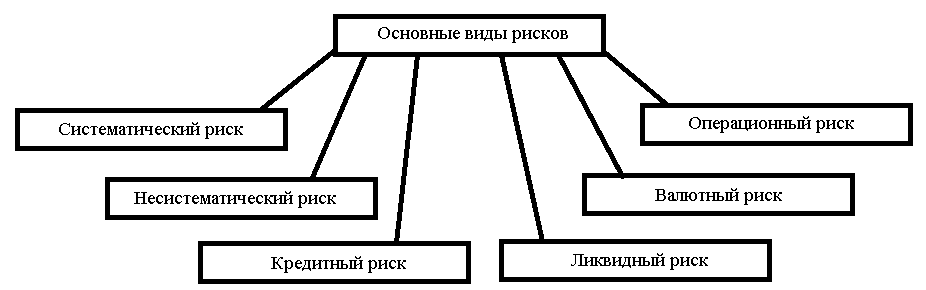 Основные виды рисков
Систематический риск
Операционный риск
Несистематический риск
Валютный риск
Кредитный риск
Ликвидный риск